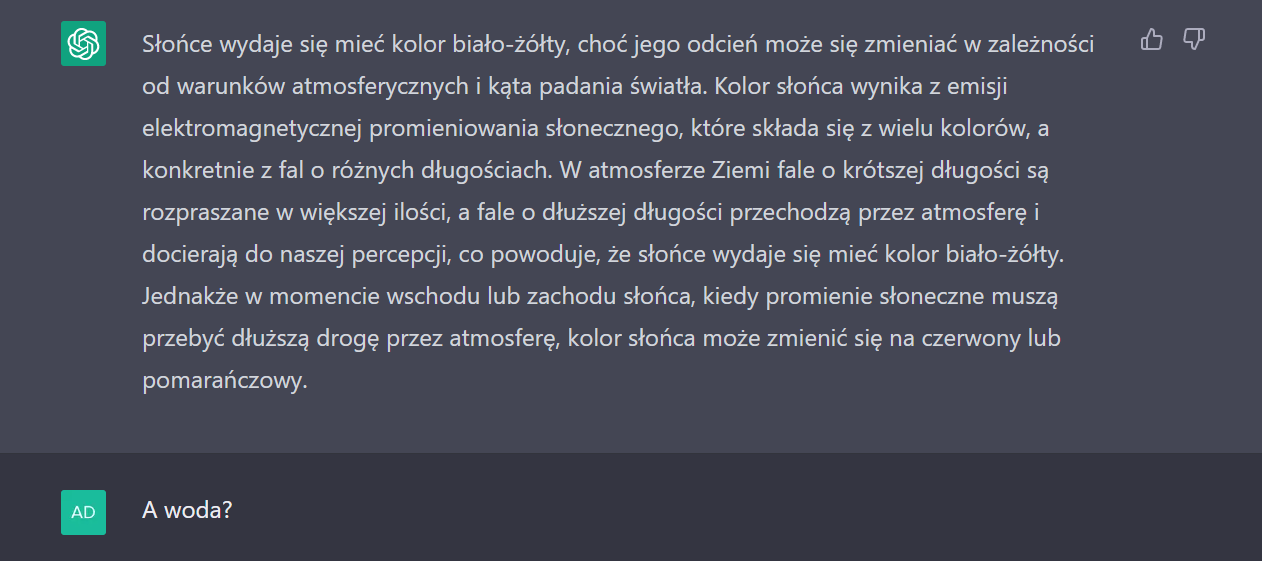 Słońce wydaje się mieć kolor biało-żółty, choć jego odcień może się zmieniać w zależności
od warunków atmosferycznych i kąta padania światła. Kolor słońca wynika z emisji
elektromagnetycznej promieniowania słonecznego, które składa się z wielu kolorów, a
konkretnie z fal o różnych długościach. W atmosferze Ziemi fale o krótszej długości są
rozpraszane w większej ilości, a fale o dłuższej długości przechodzą przez atmosferę i
docierają do naszej percepcji, co powoduje, że słońce wydaje się mieć kolor biało-żółty.
Jednakże w momencie wschodu lub zachodu słońca, kiedy promienie słoneczne muszą
przebyć dłuższą drogę przez atmosferę, kolor słońca może zmienić się na czerwony lub
pomarańczowy.
AD
A woda?